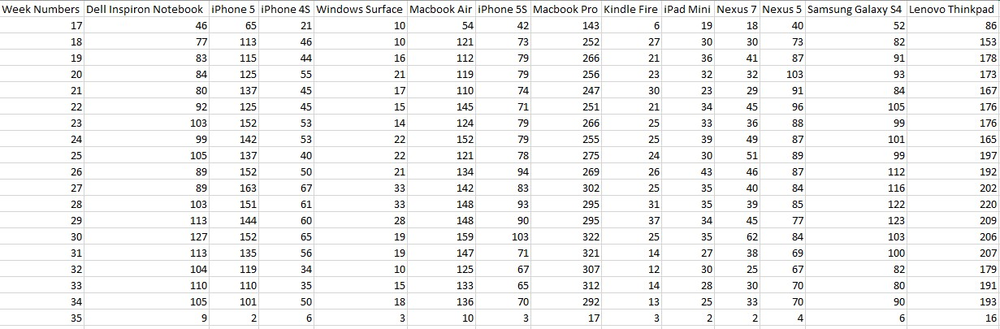 Week Numbers Dell Inspiron Notebook iPhone 5 iPhone 4S Windows Surface Macbook Air iPhone 5S Macbook Pro Kindle Fire iPad Mini Nexus 7 Nexus 5 Samsung Galaxy S4 Lenovo Thinkpad
17 46 65 21 10 54 42 143 6 19 18 40 52 86
18 77 113 46 10 121 73 252 27 30 30 73 82 153
19 83 115 44 16 112 79 266 21 36 41 87 91 178
20 84 125 55 21 119 79 256 23 32 32 103 93 173
21 80 137 45 17 110 74 247 30 23 29 91 84 167
22 92 125 45 15 145 71 251 21 34 45 96 105 176
23 103 152 53 14 124 79 266 25 33 36 88 99 176
24 99 142 53 22 152 79 255 25 39 49 87 101 165
25 105 137 40 22 121 78 275 24 30 51 89 99 197
26 89 152 50 21 134 94 269 26 43 46 87 112 192
27 89 163 67 33 142 83 302 25 35 40 84 116 202
28 103 151 61 33 148 93 295 31 35 39 85 122 220
29 113 144 60 28 148 90 295 37 34 45 77 123 209
30 127 152 65 19 159 103 322 25 35 62 84 103 206
31 113 135 56 19 147 71 321 14 27 38 69 100 207
32 104 119 34 10 125 67 307 12 30 25 67 82 179
33 110 110 35 15 133 65 312 14 28 30 70 80 191
34 105 101 50 18 136 70 292 13 25 33 70 90 193
35 9 2 6 3 10 3 17 3 2 2 4 6 16